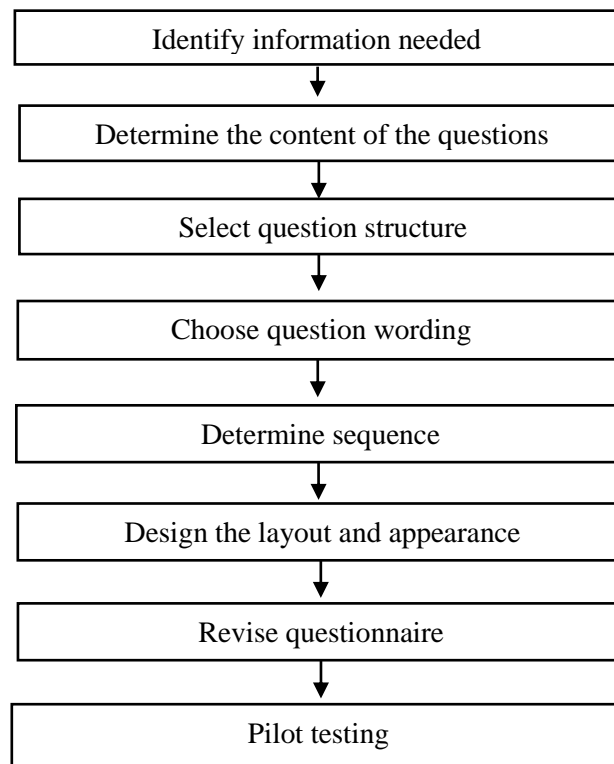 Identify information needed
Determine the content of the questions
Select question structure
Choose question wording
Determine sequence
Design the layout and appearance
Revise questionnaire
Pilot testing